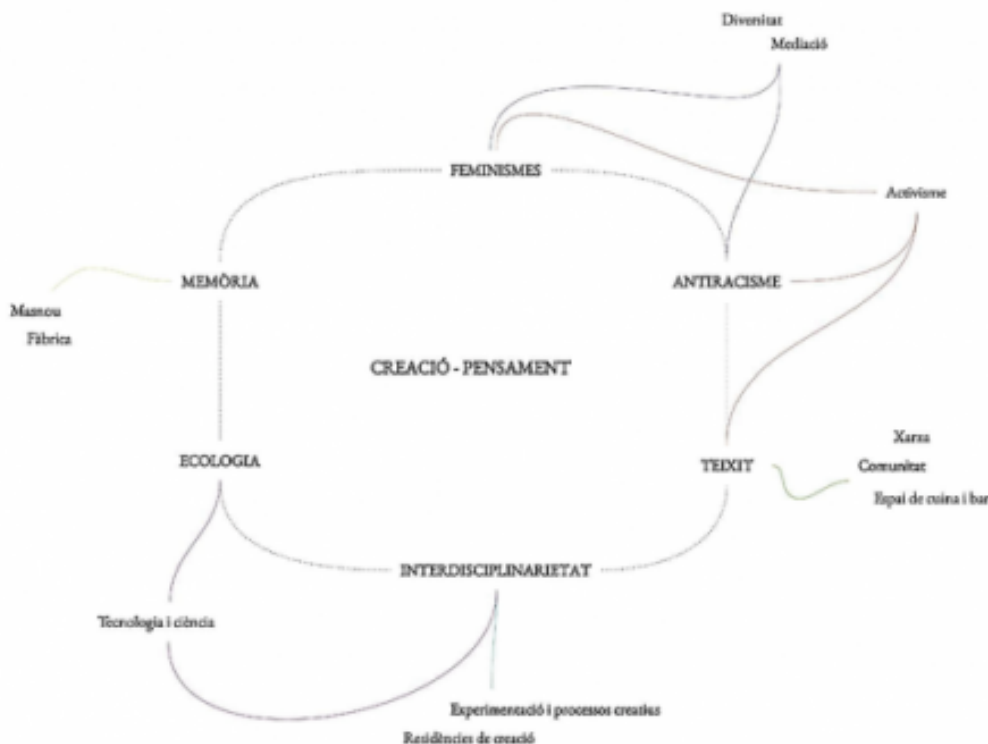 Diversitat
Mediació
FEMINISMES
Activisme
MEMÒRIA
ANTIRACISME
Masnou
Fàbrica
CREACIÓ - PENSAMENT
Xarxa
ECOLOGIA
TEIXIT
Comunitat
Espai de cuina i bar
INTERDISCIPLINARIETAT
Tecnologia i ciència
Experimentació i processos creatius
Residències de creació